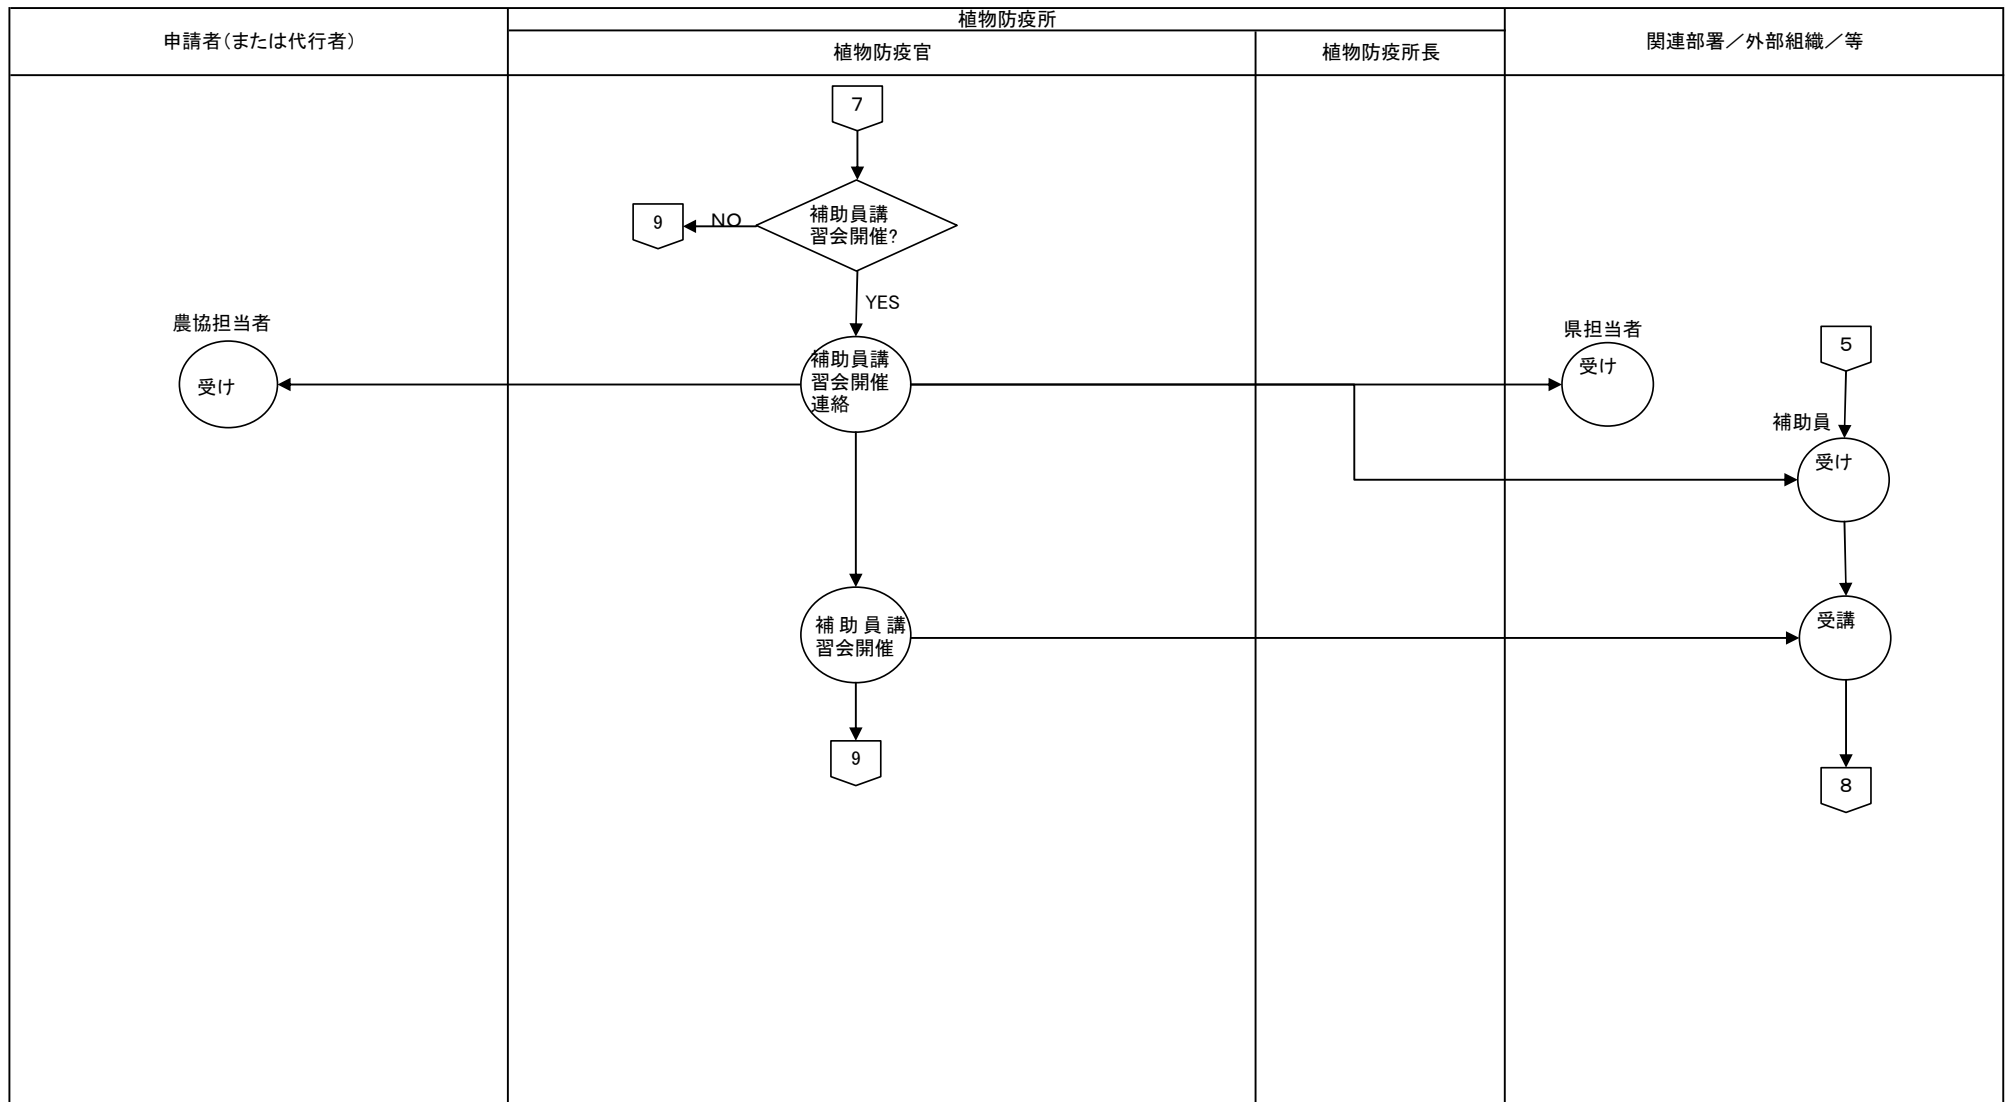 植物防疫所
申請者(または代行者)
植物防疫官
植物防疫所長
関連部署／外部組織／等
7
補助員講
習会開催?
NO
9
YES
農協担当者
受け
補助員講
習会開催
連絡
県担当者
受け
5
補助員
受け
補助員講
習会開催
受講
9
8